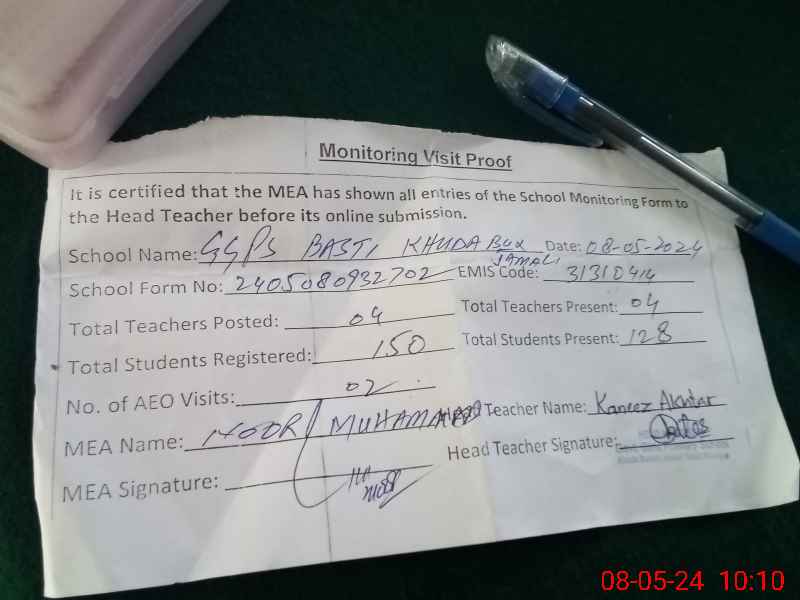 Monitoring Visit Proof
It is certified that the MEA has shown all entries of the School Monitoring Form to
the Head Teacher before its online submission.
School Name: GGPS BASTI KHUDA BUX JAMALI Date: 08-05-2024
School Form No: 2405080932702 EMIS Code: 31310414
Total Teachers Posted: 04 Total Teachers Present: 04
Total Students Registered: 150 Total Students Present: 128
No. of AEO Visits: 02
MEA Name: MUHAMMAD Teacher Name: Kaneez Akhtar
MEA Signature: Head Teacher Signature:
08-05-24 10:10